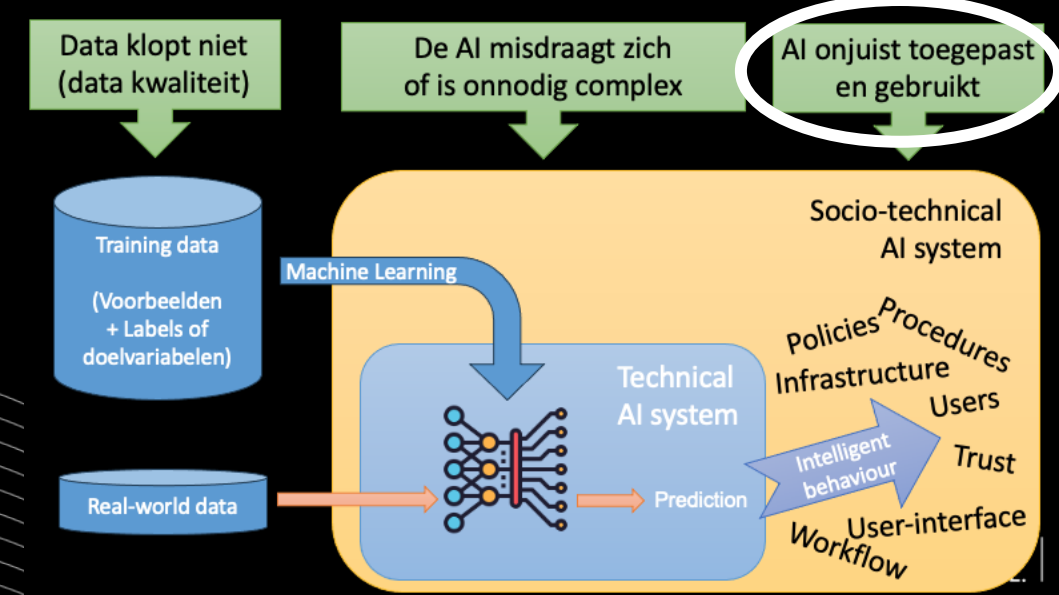 Data klopt niet
(data kwaliteit)
De AI misdraagt zich
of is onnodig complex
AI onjuist toegepast
en gebruikt
Training data
(Voorbeelden
+ Labels of
doelvariabelen)
Machine Learning
Socio-technical
AI system
Technical
AI system
Policies
Procedures
Infrastructure
Users
Intelligent
behaviour
Trust
Real-world data
Prediction
User-interface
Workflow